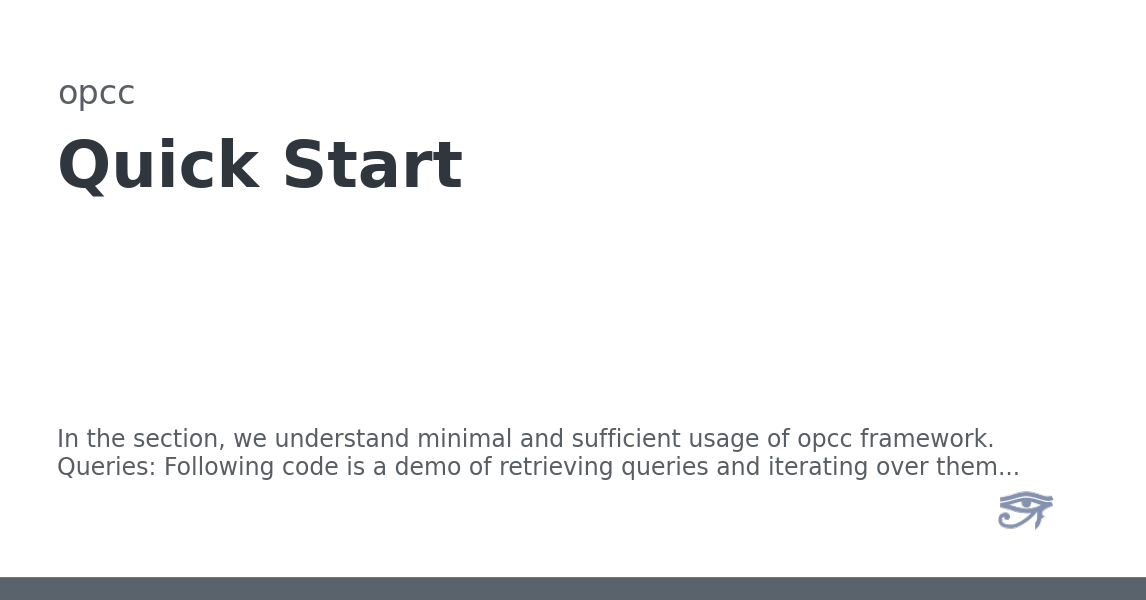 opcc
Quick Start
In the section, we understand minimal and sufficient usage of opcc framework.
Queries: Following code is a demo of retrieving queries and iterating over them...